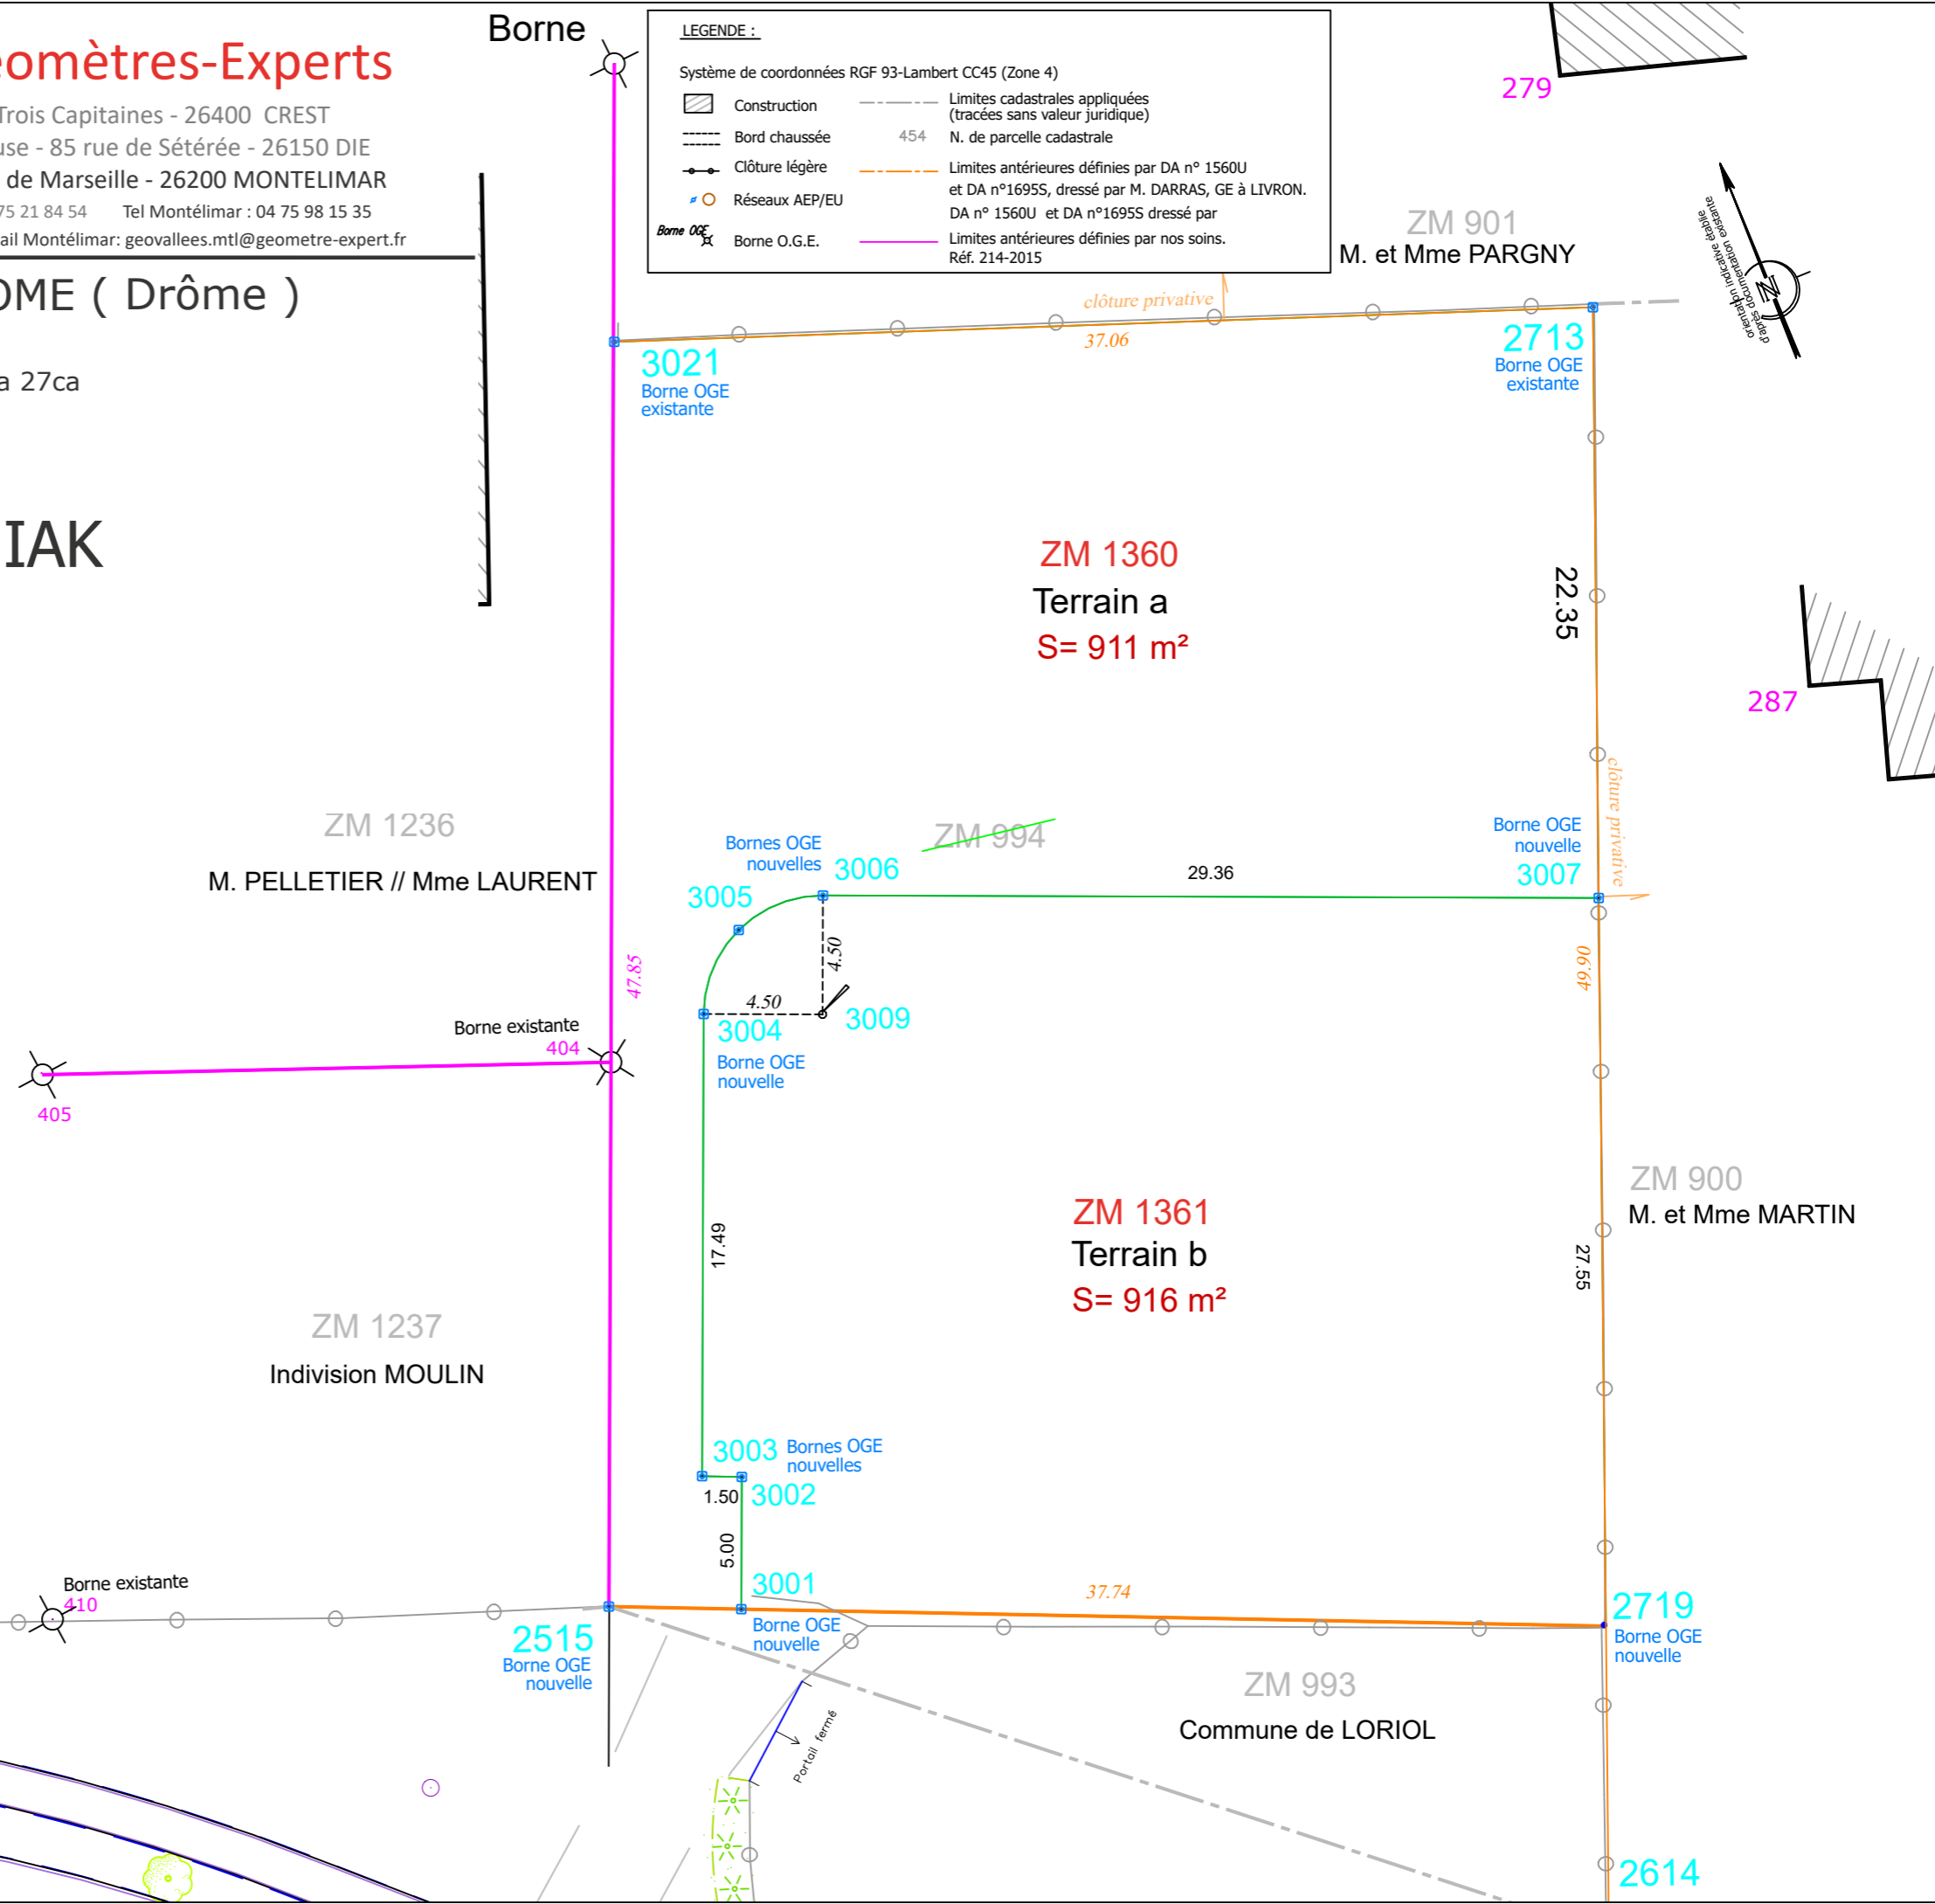 eomètres-Experts
Trois Capitaines - 26400 CREST
use - 85 rue de Sétérée - 26150 DIE
de Marseille - 26200 MONTELIMAR
75 21 84 54 Tel Montélimar : 04 75 98 15 35
ail Montélimar: geovallees.mtl@geometre-expert.fr
OME ( Drôme )
a 27ca
IAK
Borne
LEGENDE :
Système de coordonnées RGF 93-Lambert CC45 (Zone 4)
Construction
Limites cadastrales appliquées
(tracées sans valeur juridique)
Bord chaussée
454 N. de parcelle cadastrale
Clôture légère
Limites antérieures définies par DA n° 1560U
et DA n°1695S, dressé par M. DARRAS, GE à LIVRON.
Réseaux AEP/EU
DA n° 1560U et DA n°1695S dressé par
Borne OGE
Borne O.G.E.
Limites antérieures définies par nos soins.
Réf. 214-2015
279
ZM 901
M. et Mme PARGNY
orientation indicative établie
d'après documentation existante
N
clôture privative
37.06
3021
Borne OGE
existante
2713
Borne OGE
existante
ZM 1360
Terrain a
S= 911 m²
22.35
287
clôture privative
ZM 1236
M. PELLETIER // Mme LAURENT
ZM 994
Bornes OGE
nouvelles
3006
3005
29.36
Borne OGE
nouvelle
3007
4.50
4.50
3009
3004
Borne OGE
nouvelle
47.85
49.90
Borne existante
404
405
ZM 900
M. et Mme MARTIN
17.49
ZM 1361
Terrain b
S= 916 m²
27.55
ZM 1237
Indivision MOULIN
3003
Bornes OGE
nouvelles
1.50
3002
5.00
3001
Borne OGE
nouvelle
37.74
Borne existante
410
2515
Borne OGE
nouvelle
2719
Borne OGE
nouvelle
ZM 993
Commune de LORIOL
Portail fermé
2614